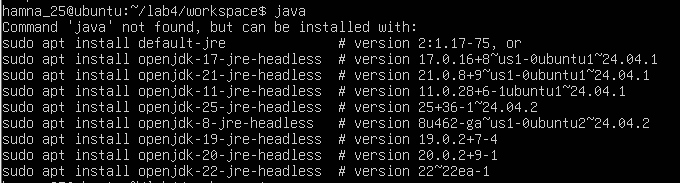 hamna_25@ubuntu:~/lab4/workspace$ java
Command 'java' not found, but can be installed with:
sudo apt install default-jre              # version 2:1.17-75, or
sudo apt install openjdk-17-jre-headless  # version 17.0.16+8~us1-0ubuntu1~24.04.1
sudo apt install openjdk-21-jre-headless  # version 21.0.8+9~us1-0ubuntu1~24.04.1
sudo apt install openjdk-11-jre-headless  # version 11.0.28+6-1ubuntu1~24.04.1
sudo apt install openjdk-25-jre-headless  # version 25+36-1~24.04.2
sudo apt install openjdk-8-jre-headless   # version 8u462-ga~us1-0ubuntu2~24.04.2
sudo apt install openjdk-19-jre-headless  # version 19.0.2+7-4
sudo apt install openjdk-20-jre-headless  # version 20.0.2+9-1
sudo apt install openjdk-22-jre-headless  # version 22~22ea-1